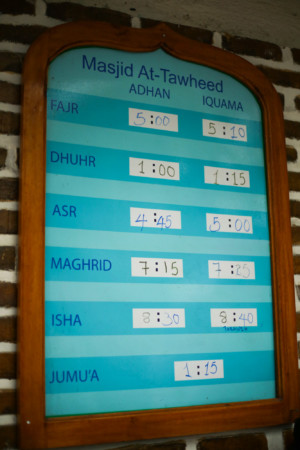 Masjid At-Tawheed
ADHAN IQUAMA
FAJR 5:00 5:10
DHUHR 1:00 1:15
ASR 4:45 5:00
MAGHRID 7:15 7:25
ISHA 8:30 8:40
JUMU'A 1:15